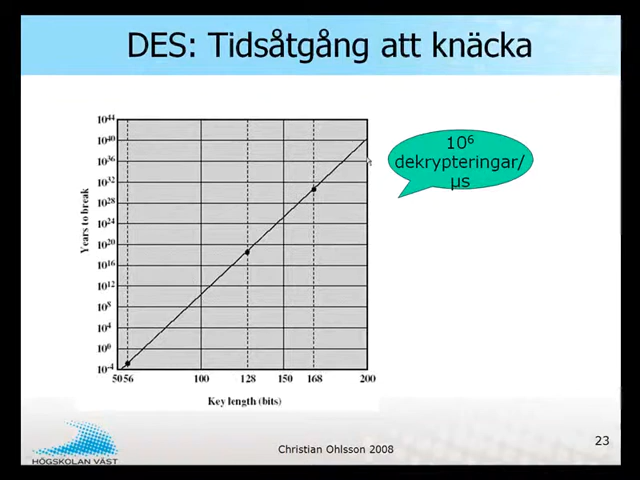 DES: Tidsåtgång att knäcka
10⁶
dekrypteringar/
µs
10⁴⁴
10⁴⁰
10³⁶
10³²
10²⁸
10²⁴
10²⁰
10¹⁶
10¹²
10⁸
10⁴
10⁰
10⁻⁴
Years to break
50 56 100 128 150 168 200
Key length (bits)
HÖGSKOLAN VÄST
Christian Ohlsson 2008
23